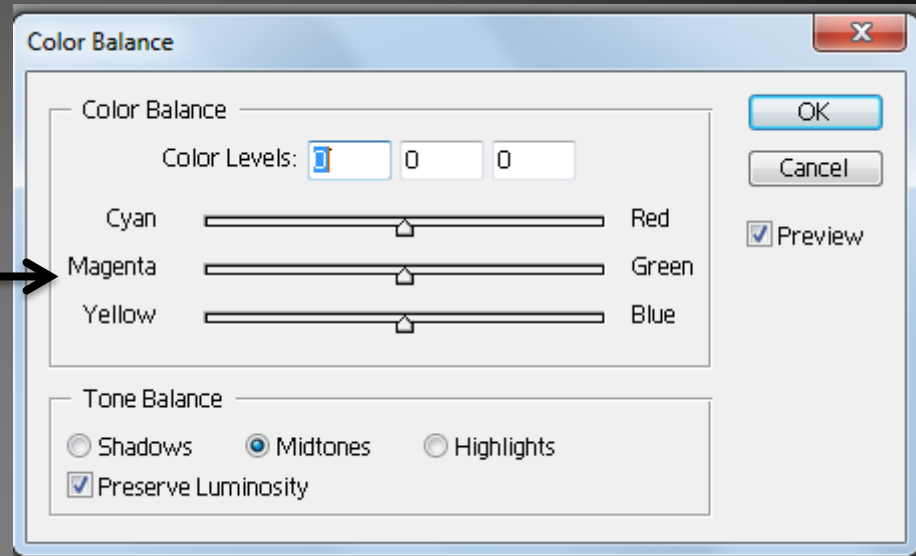 Color Balance
Color Balance
OK
Color Levels: 0 0 0
Cancel
Cyan Red
Preview
Magenta Green
Yellow Blue
Tone Balance
Shadows Midtones Highlights
Preserve Luminosity